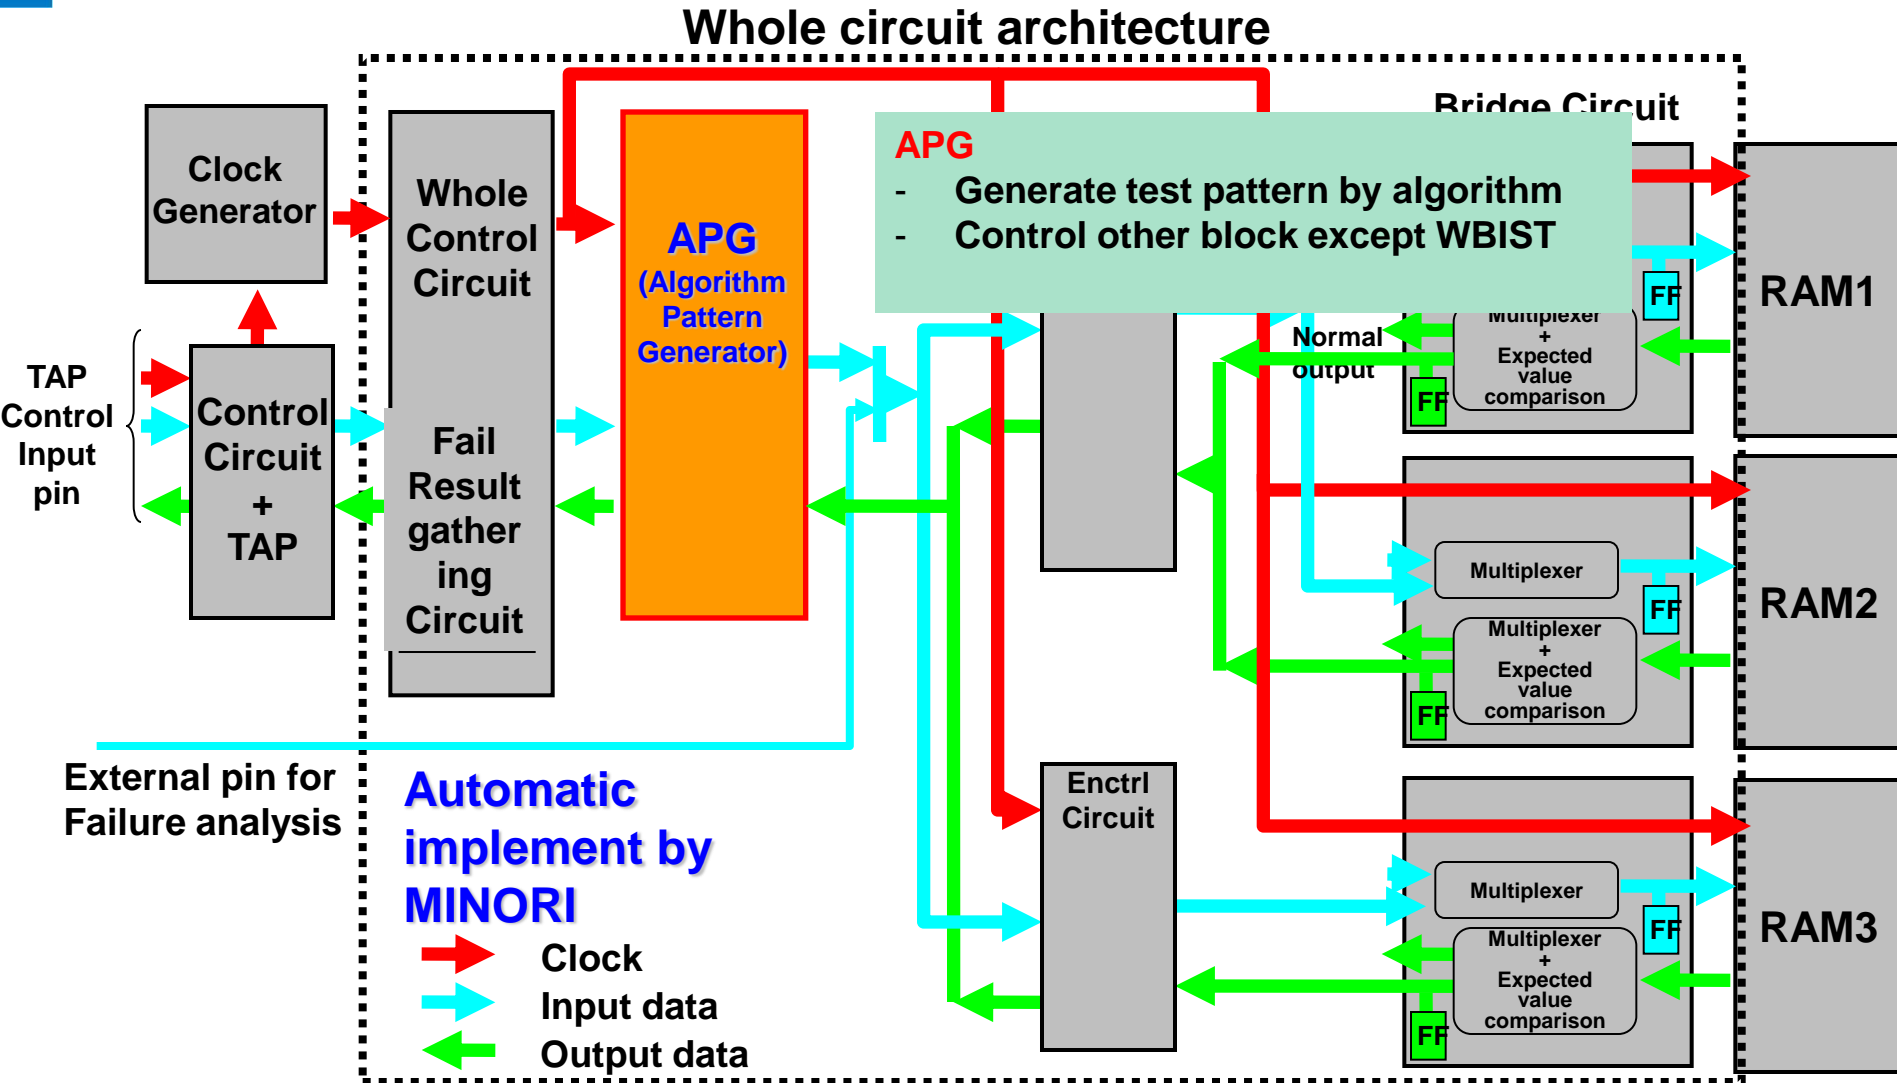 Whole circuit architecture
Bridge Circuit
Clock
Generator
Whole
Control
Circuit
APG
(Algorithm
Pattern
Generator)
APG
- Generate test pattern by algorithm
- Control other block except WBIST
FF
RAM1
Normal
output
Multiplexer
+
Expected
value
comparison
FF
TAP
Control
Input
pin
Control
Circuit
+
TAP
Fail
Result
gather
ing
Circuit
Multiplexer
FF
RAM2
Multiplexer
+
Expected
value
comparison
FF
External pin for
Failure analysis
Automatic
implement by
MINORI
Enctrl
Circuit
Multiplexer
FF
RAM3
Multiplexer
+
Expected
value
comparison
FF
Clock
Input data
Output data